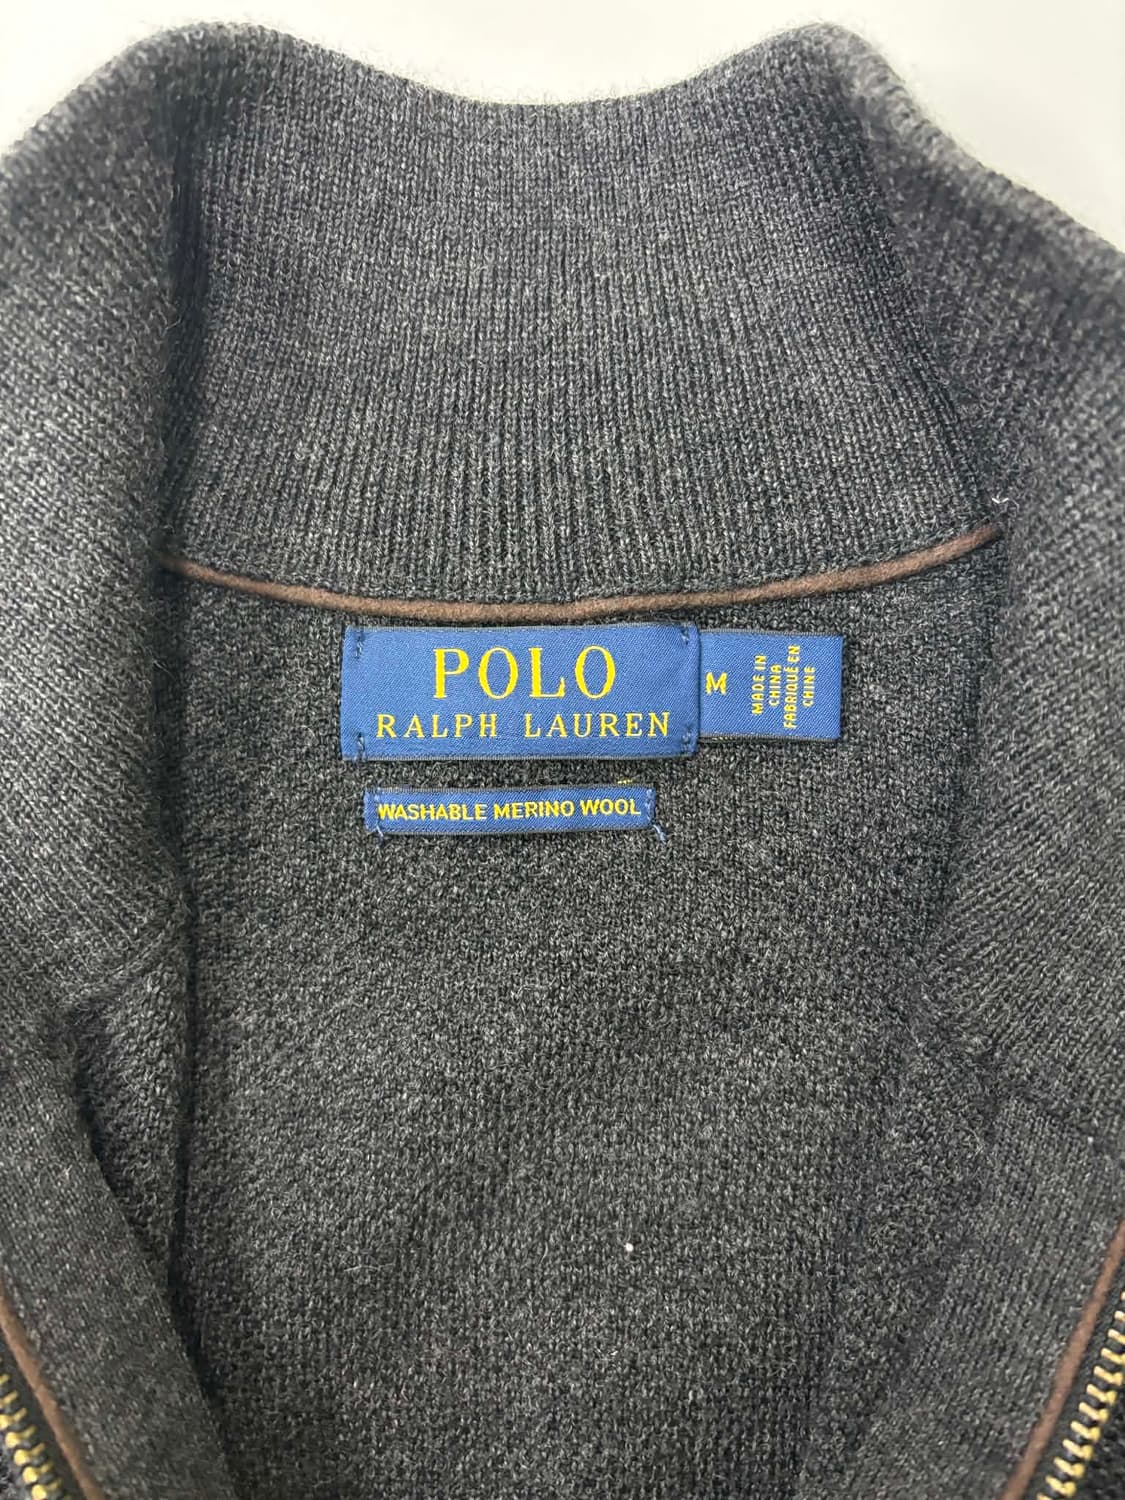 POLO
RALPH LAUREN
M
MADE IN
CHINA
FABRIQUÉ EN
CHINE
WASHABLE MERINO WOOL